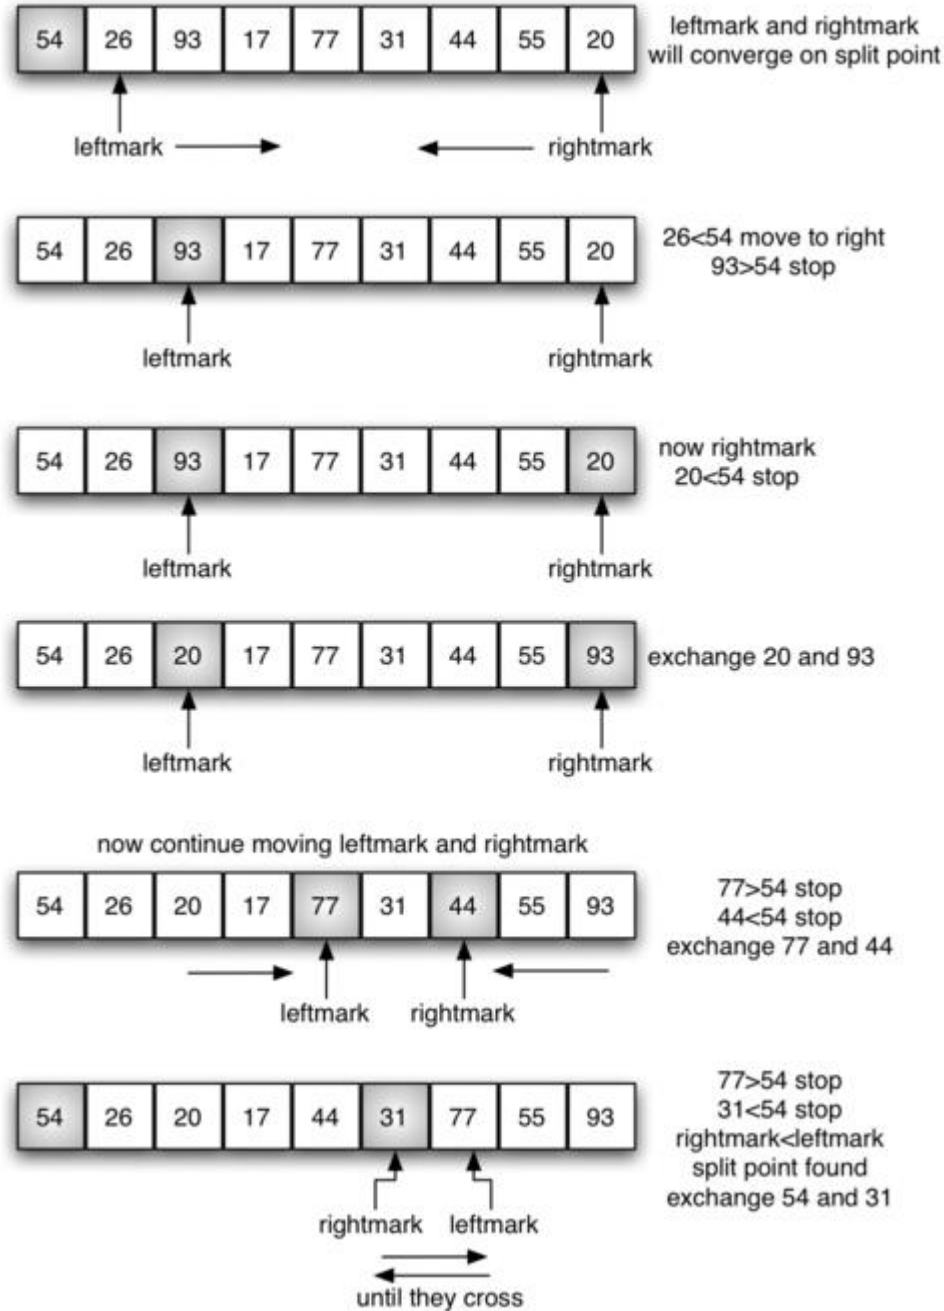 54 26 93 17 77 31 44 55 20
leftmark and rightmark
will converge on split point
leftmark rightmark
54 26 93 17 77 31 44 55 20
26<54 move to right
93>54 stop
leftmark rightmark
54 26 93 17 77 31 44 55 20
now rightmark
20<54 stop
leftmark rightmark
54 26 20 17 77 31 44 55 93
exchange 20 and 93
leftmark rightmark
now continue moving leftmark and rightmark
54 26 20 17 77 31 44 55 93
77>54 stop
44<54 stop
exchange 77 and 44
leftmark rightmark
54 26 20 17 44 31 77 55 93
77>54 stop
31<54 stop
rightmark<leftmark
split point found
exchange 54 and 31
rightmark leftmark
until they cross